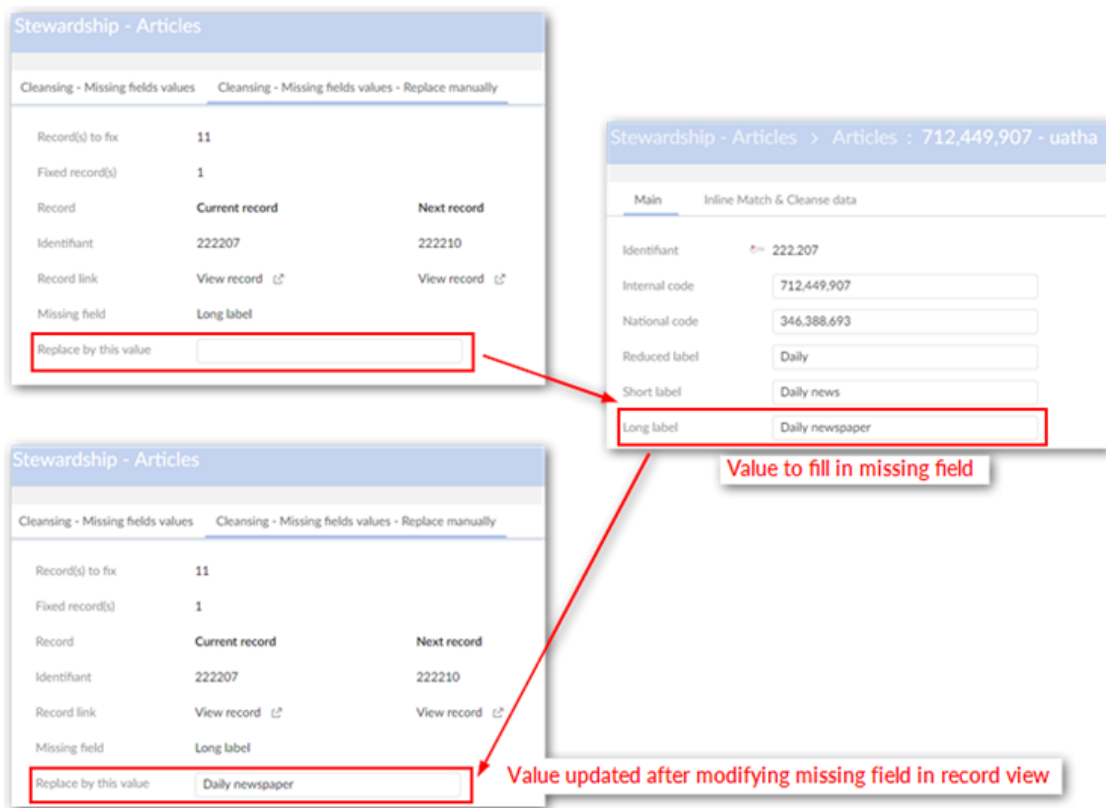 Stewardship - Articles
Cleansing - Missing fields values Cleansing - Missing fields values - Replace manually
Record(s) to fix 11
Fixed record(s) 1
Record Current record Next record
Identifiant 222207 222210
Record link View record View record
Missing field Long label
Replace by this value
Stewardship - Articles > Articles : 712,449,907 - uatha
Main Inline Match & Cleanse data
Identifiant 222,207
Internal code 712,449,907
National code 346,388,693
Reduced label Daily
Short label Daily news
Long label Daily newspaper
Value to fill in missing field
Stewardship - Articles
Cleansing - Missing fields values Cleansing - Missing fields values - Replace manually
Record(s) to fix 11
Fixed record(s) 1
Record Current record Next record
Identifiant 222207 222210
Record link View record View record
Missing field Long label
Replace by this value Daily newspaper
Value updated after modifying missing field in record view